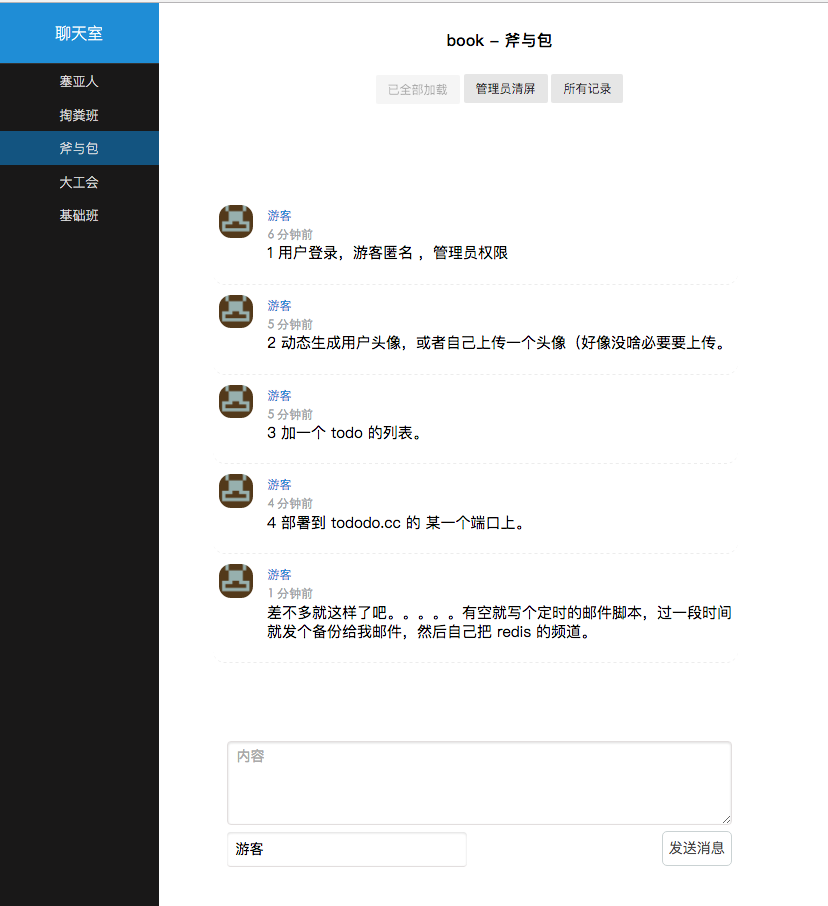 聊天室
塞亚人
掏粪班
斧与包
大工会
基础班
book – 斧与包
已全部加载 管理员清屏 所有记录
游客
6 分钟前
1 用户登录，游客匿名 ，管理员权限
游客
5 分钟前
2 动态生成用户头像，或者自己上传一个头像（好像没啥必要要上传。
游客
5 分钟前
3 加一个 todo 的列表。
游客
4 分钟前
4 部署到 tododo.cc 的 某一个端口上。
游客
1 分钟前
差不多就这样了吧。。。。。有空就写个定时的邮件脚本，过一段时间
就发个备份给我邮件，然后自己把 redis 的频道。
内容
游客 发送消息